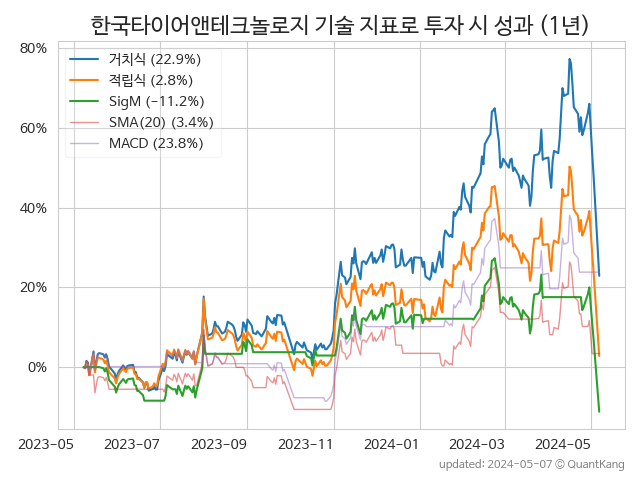 한국타이어앤테크놀로지 기술 지표로 투자 시 성과 (1년)
80%
60%
40%
20%
0%
거치식 (22.9%)
적립식 (2.8%)
SigM (-11.2%)
SMA(20) (3.4%)
MACD (23.8%)
2023-05 2023-07 2023-09 2023-11 2024-01 2024-03 2024-05
updated: 2024-05-07 © QuantKang